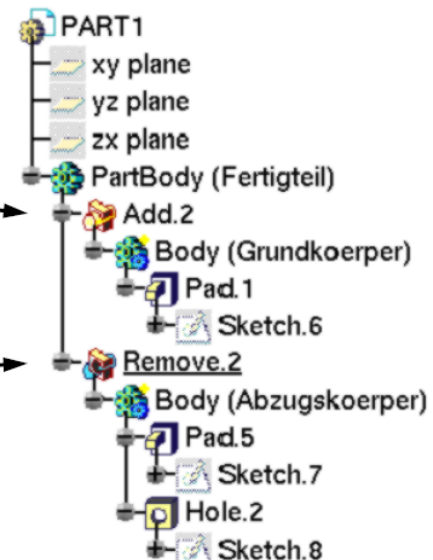 PART1
xy plane
yz plane
zx plane
PartBody (Fertigteil)
Add.2
Body (Grundkoerper)
Pad.1
Sketch.6
Remove.2
Body (Abzugskoerper)
Pad.5
Sketch.7
Hole.2
Sketch.8